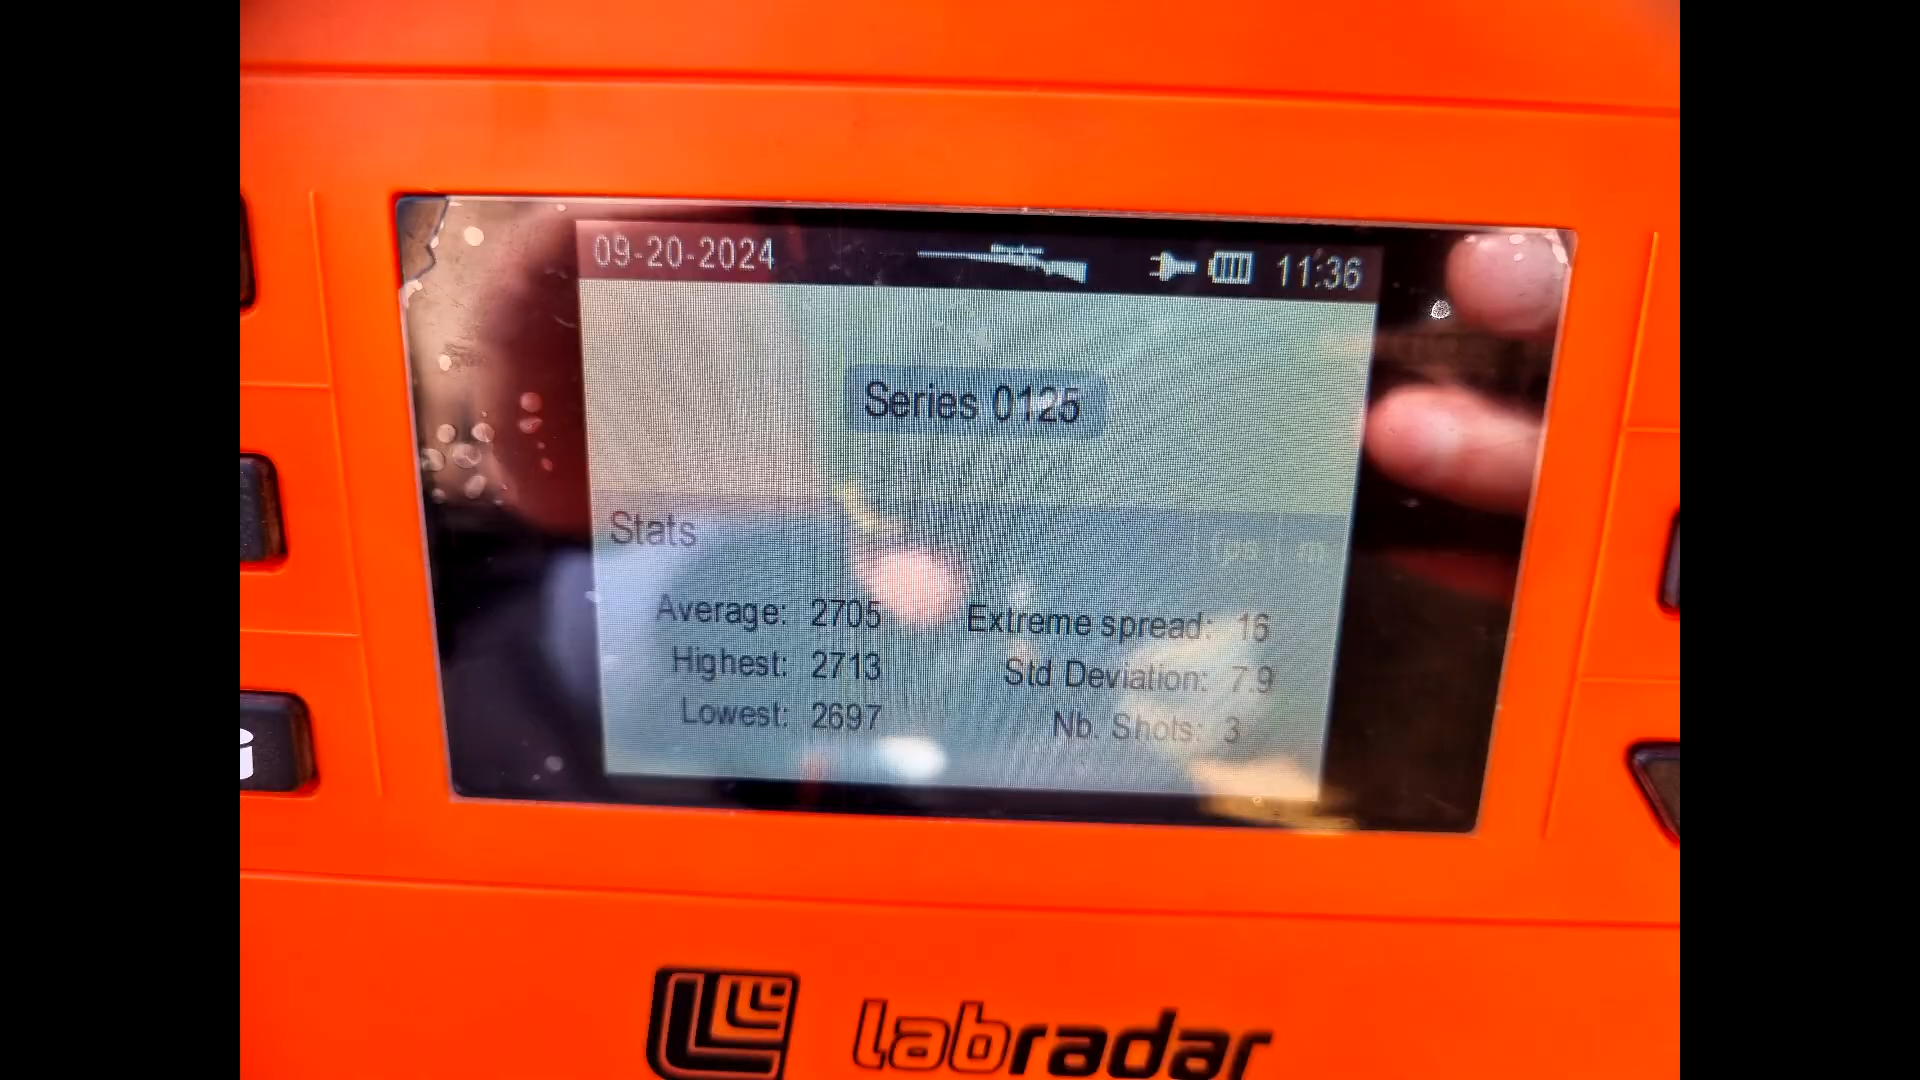 09-20-2024 11:36
Series 0125
Stats
Average: 2705 Extreme spread: 16
Highest: 2713 Std Deviation: 7.9
Lowest: 2697 Nb. Shots: 3
labradar